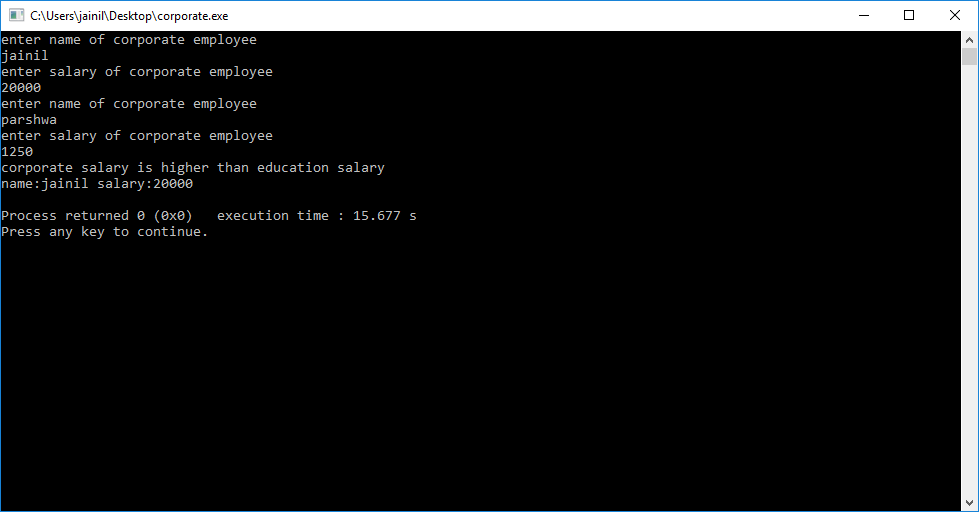 C:\Users\jainil\Desktop\corporate.exe
enter name of corporate employee
jainil
enter salary of corporate employee
20000
enter name of corporate employee
parshwa
enter salary of corporate employee
1250
corporate salary is higher than education salary
name:jainil salary:20000
Process returned 0 (0x0)   execution time : 15.677 s
Press any key to continue.